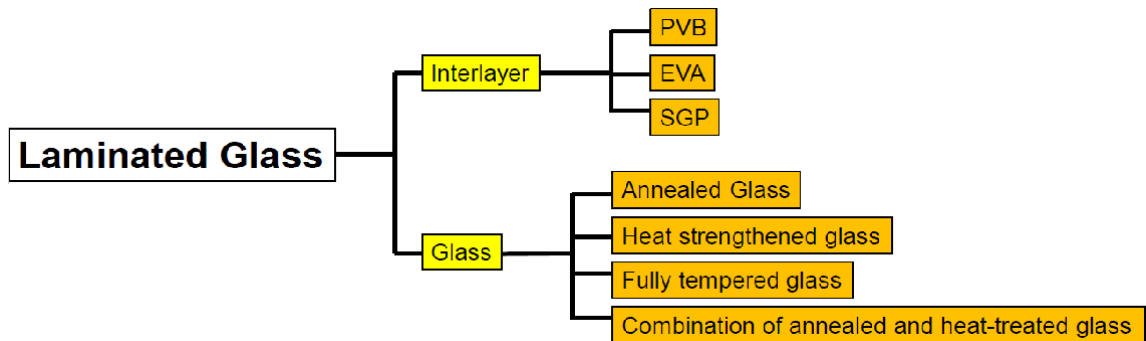 Laminated Glass
Interlayer
PVB
EVA
SGP
Glass
Annealed Glass
Heat strengthened glass
Fully tempered glass
Combination of annealed and heat-treated glass